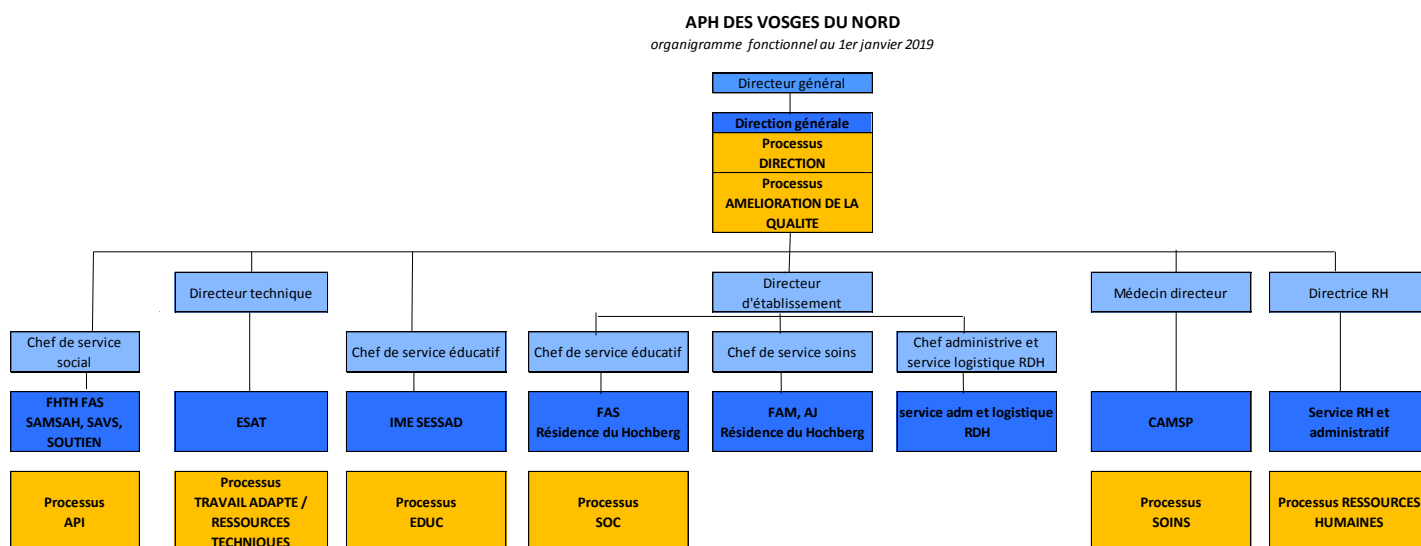 APH DES VOSGES DU NORD
organigramme fonctionnel au 1er janvier 2019
Directeur général
Direction générale
Processus
DIRECTION
Processus
AMELIORATION DE LA
QUALITE
Directeur technique
Directeur
d'établissement
Médecin directeur
Directrice RH
Chef de service
social
Chef de service éducatif
Chef de service éducatif
Chef de service soins
Chef administrive et
service logistique RDH
FHTH FAS
SAMSAH, SAVS,
SOUTIEN
ESAT
IME SESSAD
FAS
Résidence du Hochberg
FAM, AJ
Résidence du Hochberg
service adm et logistique
RDH
CAMSP
Service RH et
administratif
Processus
API
Processus
TRAVAIL ADAPTE /
RESSOURCES
TECHNIQUES
Processus
EDUC
Processus
SOC
Processus
SOINS
Processus RESSOURCES
HUMAINES